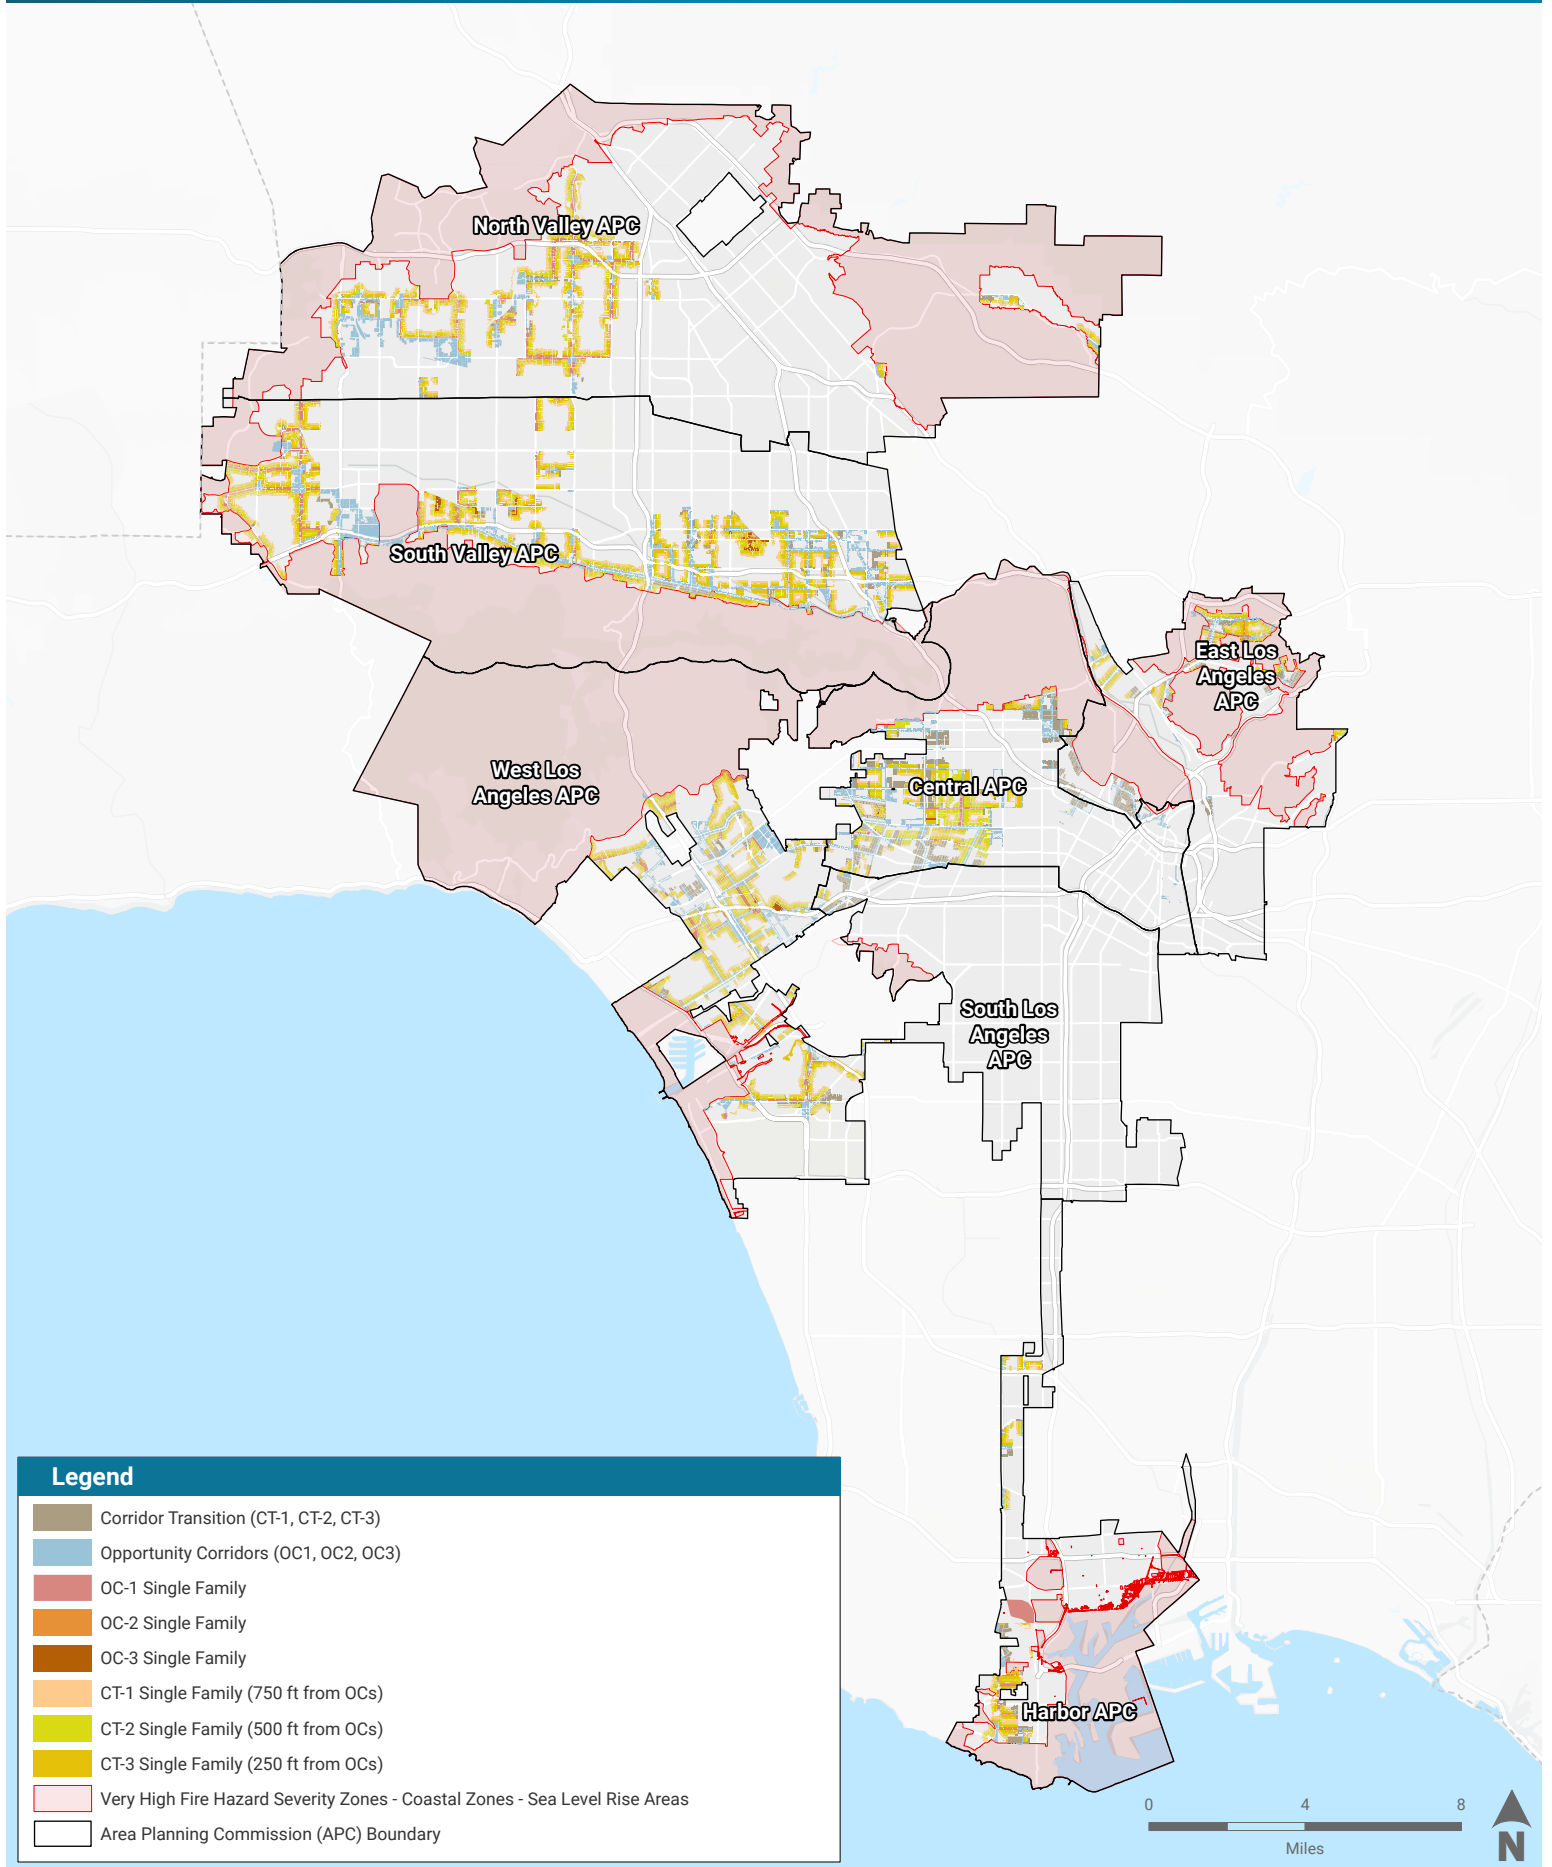 North Valley APC
South Valley APC
East Los
Angeles
APC
West Los
Angeles APC
Central APC
South Los
Angeles
APC
Harbor APC
Legend
Corridor Transition (CT-1, CT-2, CT-3)
Opportunity Corridors (OC1, OC2, OC3)
OC-1 Single Family
OC-2 Single Family
OC-3 Single Family
CT-1 Single Family (750 ft from OCs)
CT-2 Single Family (500 ft from OCs)
CT-3 Single Family (250 ft from OCs)
Very High Fire Hazard Severity Zones - Coastal Zones - Sea Level Rise Areas
Area Planning Commission (APC) Boundary
0 4 8
Miles
N